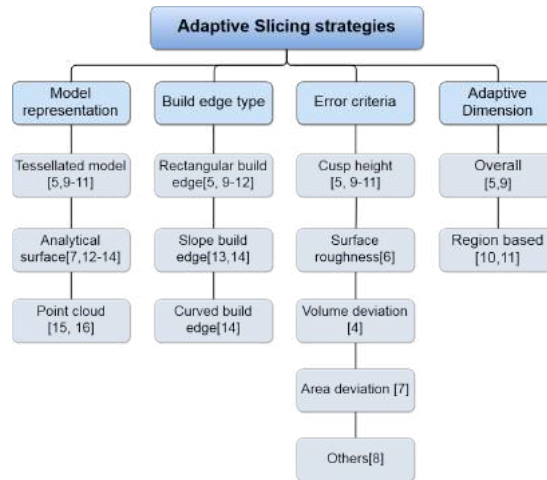 Adaptive Slicing strategies
Model
representation
Build edge type
Error criteria
Adaptive
Dimension
Tessellated model
[5,9-11]
Rectangular build
edge[5, 9-12]
Cusp height
[5, 9-11]
Overall
[5,9]
Analytical
surface[7,12-14]
Slope build
edge[13,14]
Surface
roughness[6]
Region based
[10,11]
Point cloud
[15, 16]
Curved build
edge[14]
Volume deviation
[4]
Area deviation [7]
Others[8]